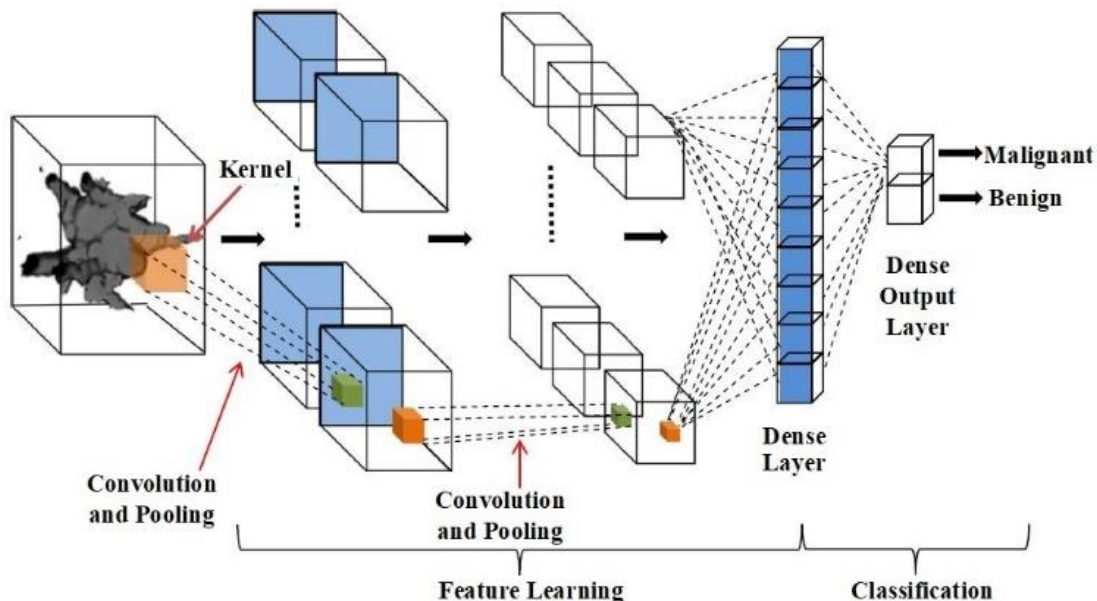 Kernel
Malignant
Benign
Dense
Output
Layer
Dense
Layer
Convolution
and Pooling
Convolution
and Pooling
Feature Learning
Classification